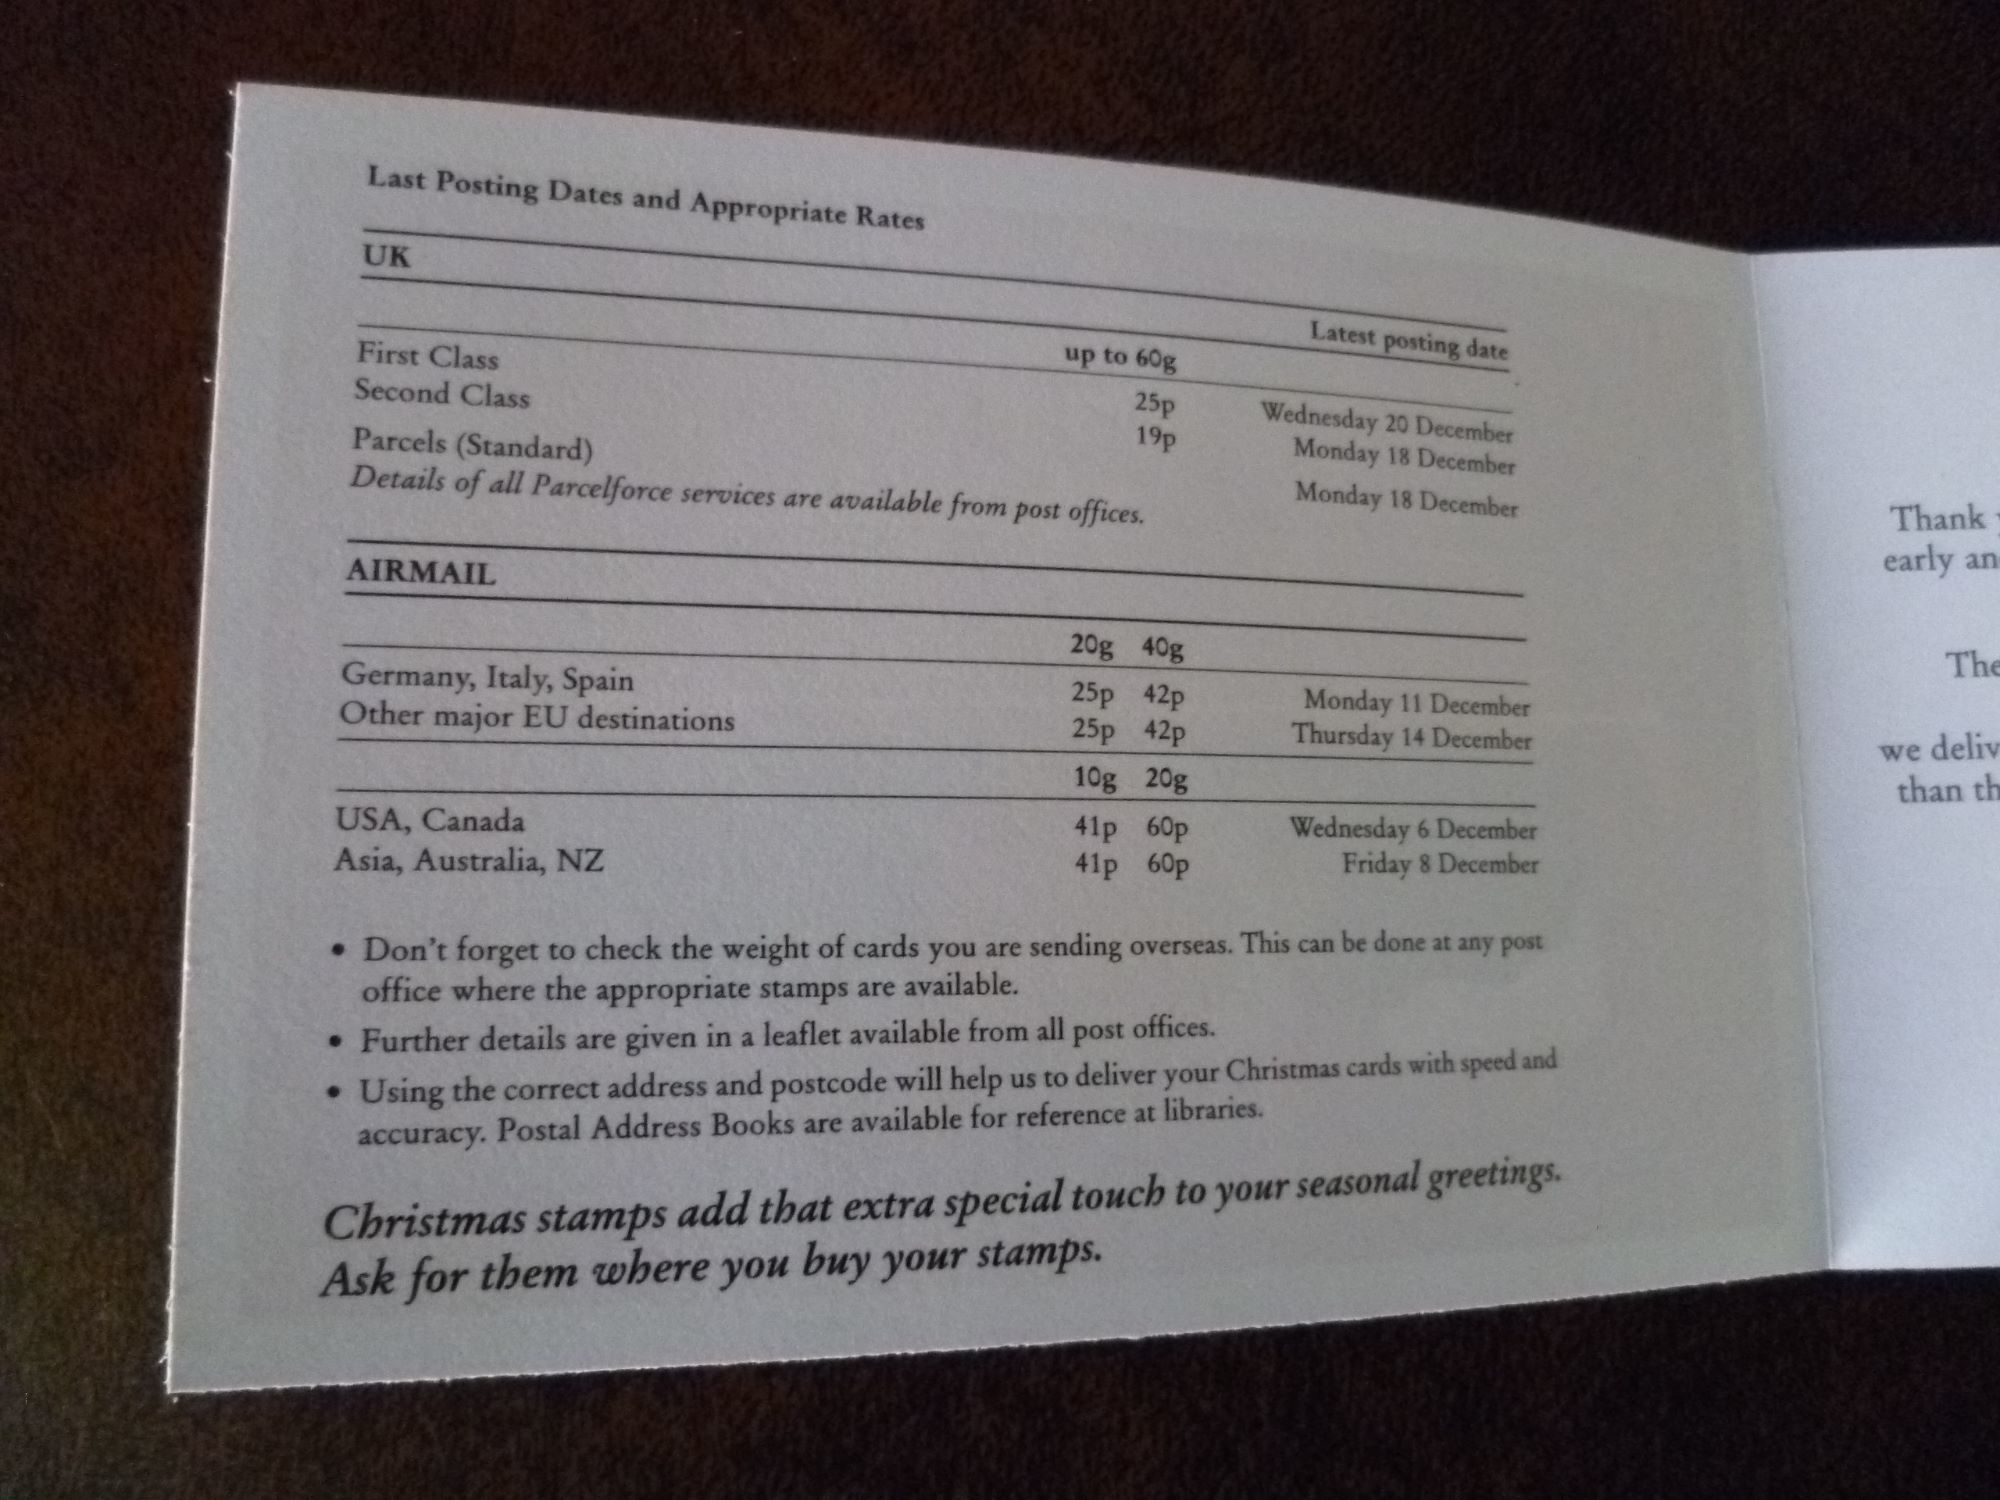 Last Posting Dates and Appropriate Rates
UK
Latest posting date
up to 60g
First Class 25p Wednesday 20 December
Second Class 19p Monday 18 December
Parcels (Standard) Monday 18 December
Details of all Parcelforce services are available from post offices.
AIRMAIL
20g 40g
Germany, Italy, Spain 25p 42p Monday 11 December
Other major EU destinations 25p 42p Thursday 14 December
10g 20g
USA, Canada 41p 60p Wednesday 6 December
Asia, Australia, NZ 41p 60p Friday 8 December
• Don't forget to check the weight of cards you are sending overseas. This can be done at any post
office where the appropriate stamps are available.
• Further details are given in a leaflet available from all post offices.
• Using the correct address and postcode will help us to deliver your Christmas cards with speed and
accuracy. Postal Address Books are available for reference at libraries.
Christmas stamps add that extra special touch to your seasonal greetings.
Ask for them where you buy your stamps.
Thank
early
The
we
than